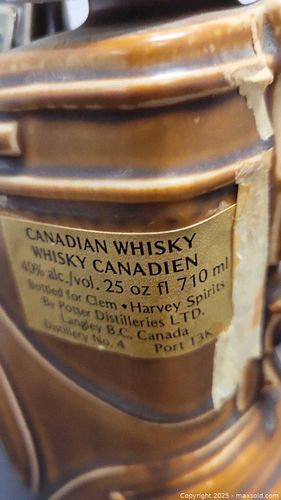 CANADIAN WHISKY
WHISKY CANADIEN
40% alc./vol. 25 oz fl 710 ml
Bottled for Clem • Harvey Spirits
By Potter Distilleries LTD.
Langley B.C., Canada
Distillery No. 4 Port 13K
Copyright © 2025 - maxsold.com